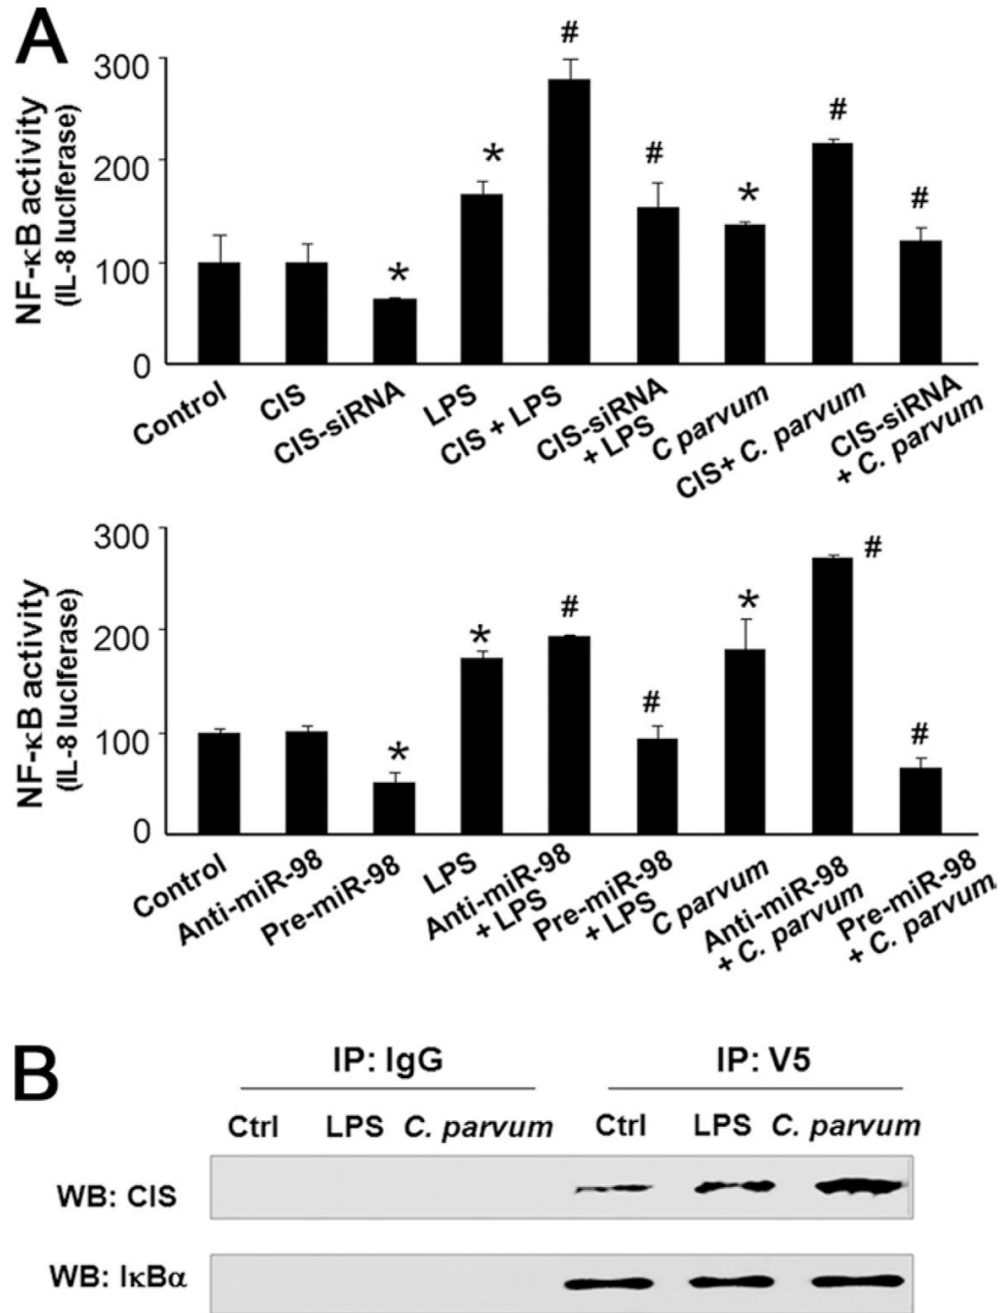 A
300
200
100
0
NF-κB activity
(IL-8 luciferase)
*
*
#
#
*
#
#
Control
CIS
CIS-siRNA
LPS
CIS + LPS
CIS-siRNA
+ LPS
C parvum
CIS+ C. parvum
CIS-siRNA
+ C. parvum
300
200
100
0
NF-κB activity
(IL-8 luciferase)
*
*
#
#
*
#
#
Control
Anti-miR-98
Pre-miR-98
LPS
Anti-miR-98
+ LPS
Pre-miR-98
+ LPS
C parvum
Anti-miR-98
+ C. parvum
Pre-miR-98
+ C. parvum
B
IP: IgG
IP: V5
Ctrl LPS C. parvum Ctrl LPS C. parvum
WB: CIS
WB: IκBα